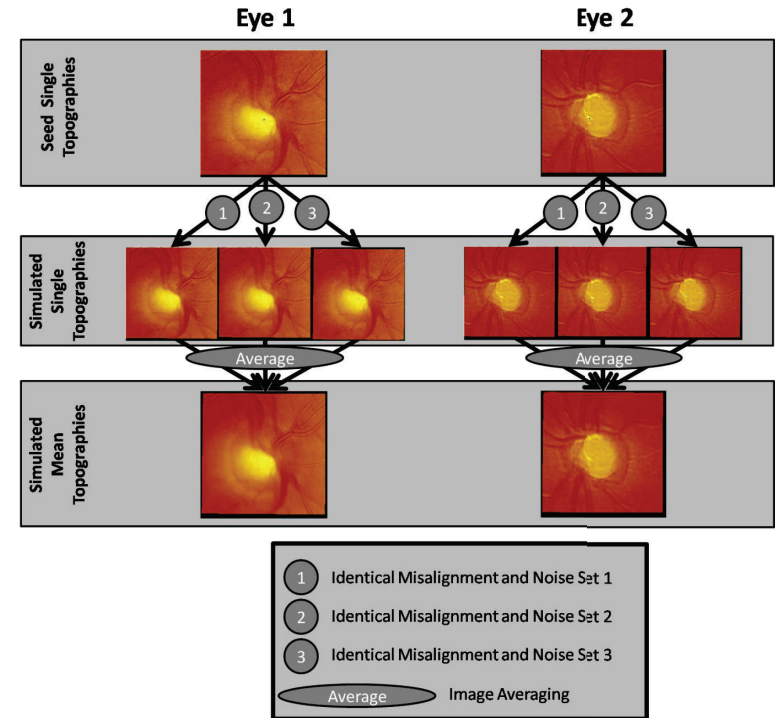 Eye 1
Eye 2
Seed Single
Topographies
1
2
3
1
2
3
Simulated
Single
Topographies
Average
Average
Simulated
Mean
Topographies
1 Identical Misalignment and Noise Set 1
2 Identical Misalignment and Noise Set 2
3 Identical Misalignment and Noise Set 3
Average Image Averaging